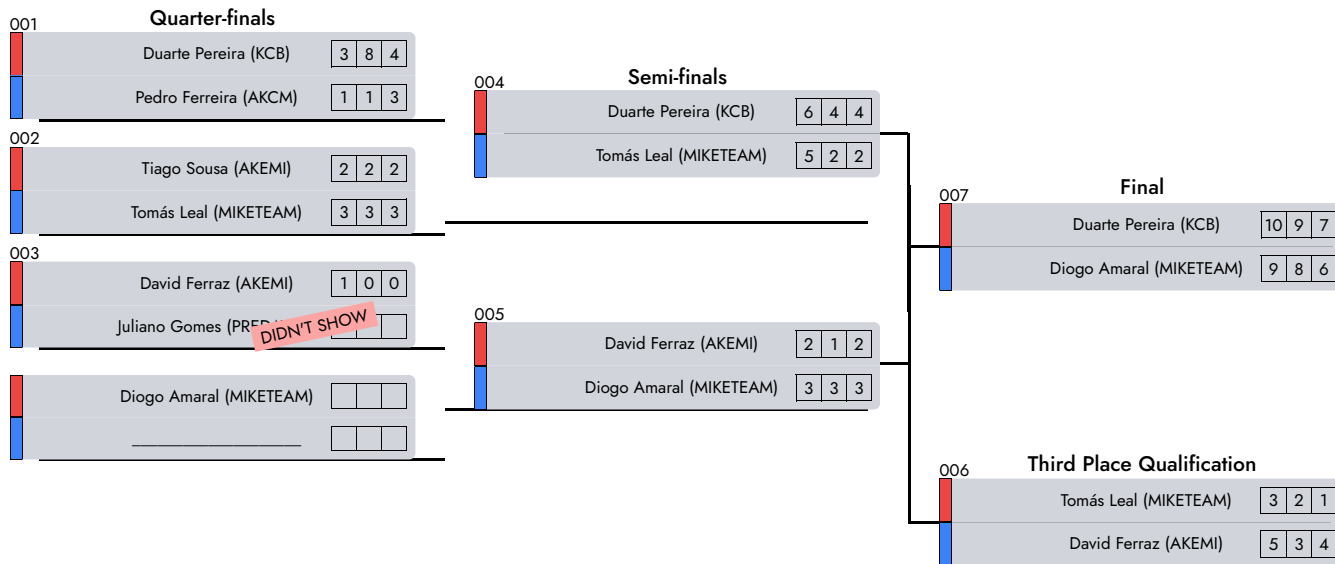 Quarter-finals
001
Duarte Pereira (KCB) 3 8 4
Pedro Ferreira (AKCM) 1 1 3
002
Tiago Sousa (AKEMI) 2 2 2
Tomás Leal (MIKETEAM) 3 3 3
003
David Ferraz (AKEMI) 1 0 0
Juliano Gomes
DIDN'T SHOW
Diogo Amaral (MIKETEAM)
Semi-finals
004
Duarte Pereira (KCB) 6 4 4
Tomás Leal (MIKETEAM) 5 2 2
005
David Ferraz (AKEMI) 2 1 2
Diogo Amaral (MIKETEAM) 3 3 3
Final
007
Duarte Pereira (KCB) 10 9 7
Diogo Amaral (MIKETEAM) 9 8 6
Third Place Qualification
006
Tomás Leal (MIKETEAM) 3 2 1
David Ferraz (AKEMI) 5 3 4